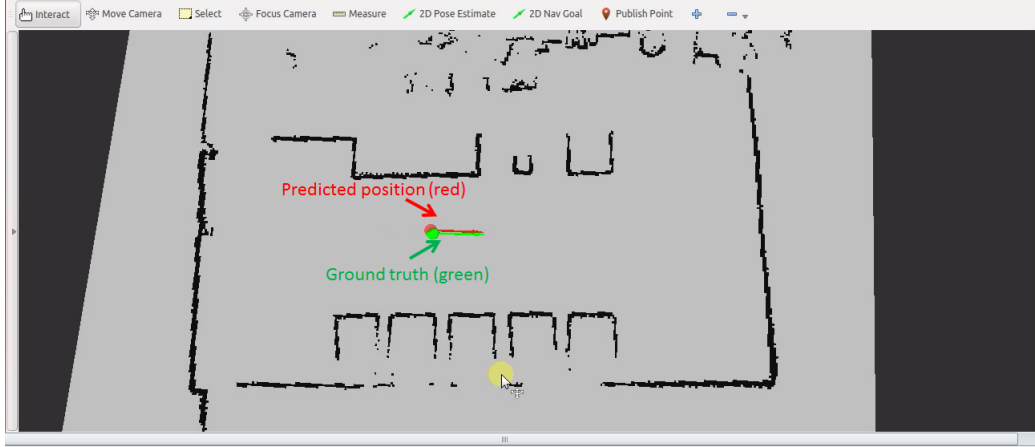 Interact Move Camera Select Focus Camera Measure 2D Pose Estimate 2D Nav Goal Publish Point
Predicted position (red)
Ground truth (green)